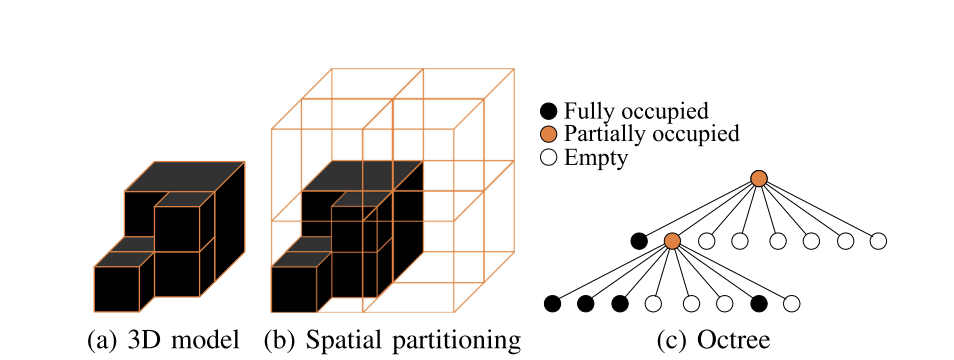 Fully occupied
Partially occupied
Empty
(a) 3D model
(b) Spatial partitioning
(c) Octree